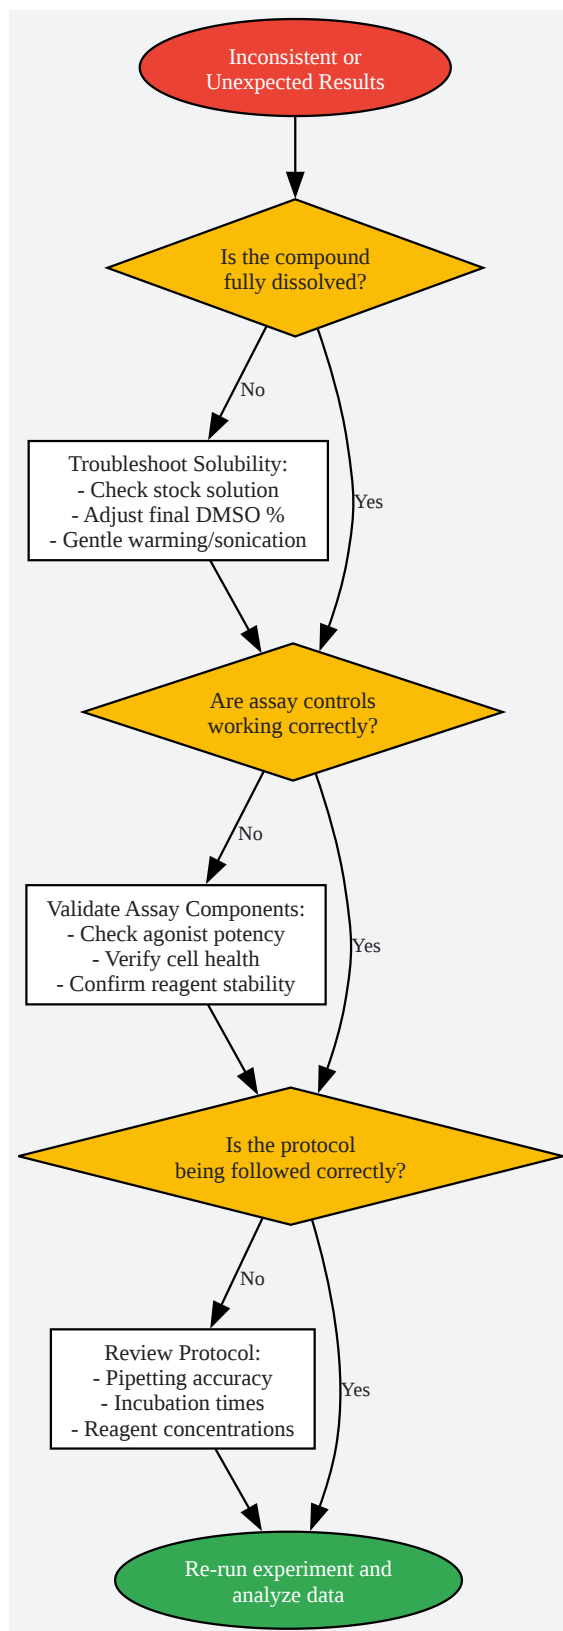 Inconsistent or
Unexpected Results
Is the compound
fully dissolved?
No
Troubleshoot Solubility:
- Check stock solution
- Adjust final DMSO %
- Gentle warming/sonication
Yes
Are assay controls
working correctly?
No
Validate Assay Components:
- Check agonist potency
- Verify cell health
- Confirm reagent stability
Yes
Is the protocol
being followed correctly?
No
Review Protocol:
- Pipetting accuracy
- Incubation times
- Reagent concentrations
Yes
Re-run experiment and
analyze data